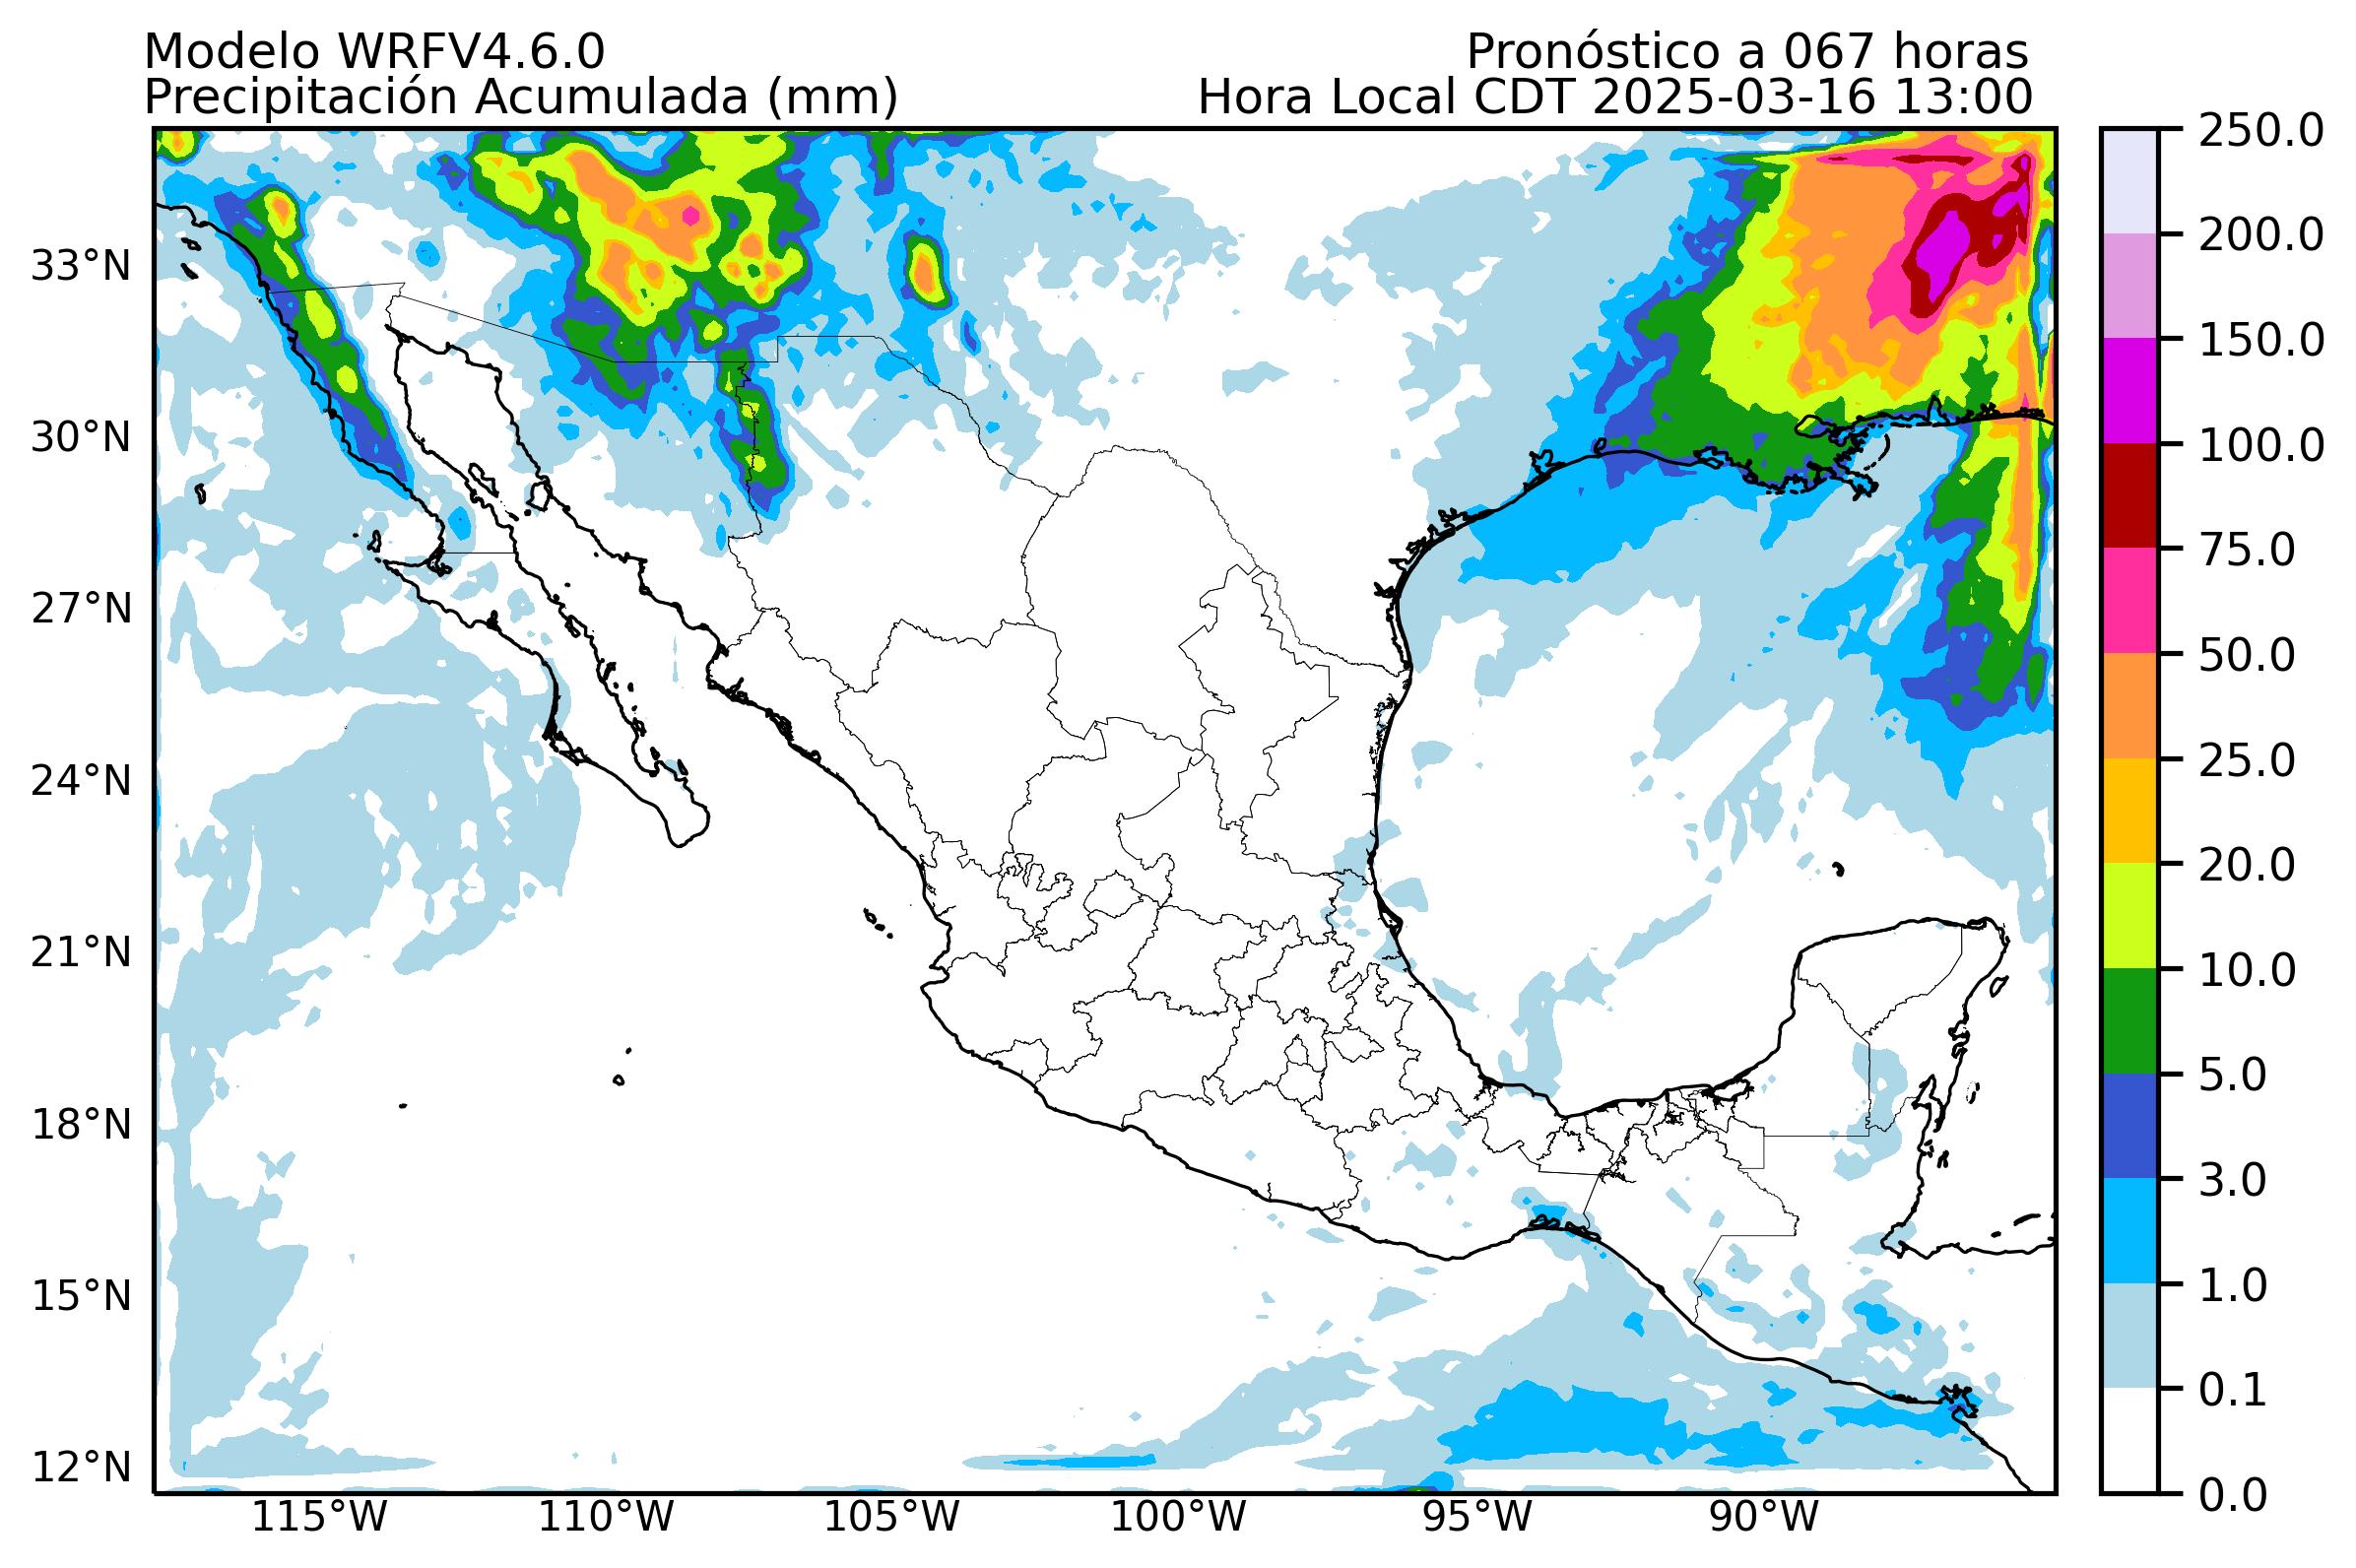 Modelo WRFV4.6.0
Pronóstico a 067 horas
Precipitación Acumulada (mm)
Hora Local CDT 2025-03-16 13:00
250.0
200.0
150.0
100.0
75.0
50.0
25.0
20.0
10.0
5.0
3.0
1.0
0.1
0.0
33°N
30°N
27°N
24°N
21°N
18°N
15°N
12°N
115°W
110°W
105°W
100°W
95°W
90°W